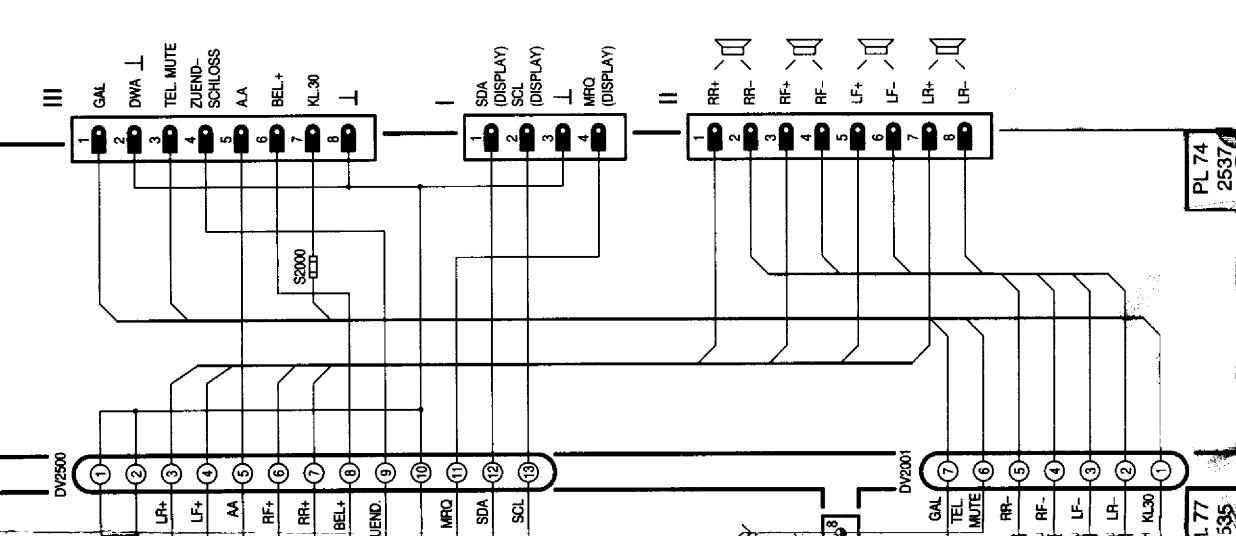 III
GAL
DWA ⊥
TEL. MUTE
ZUEND-
SCHLOSS
A.A
BEL+
KL.30
⊥
1 2 3 4 5 6 7 8
I
SDA
(DISPLAY)
SCL
(DISPLAY)
⊥
MRQ
(DISPLAY)
1 2 3 4
II
RR+
RR-
RF+
RF-
LF+
LF-
LR+
LR-
1 2 3 4 5 6 7 8
PL 74
2537
S2000
DV2500
1 2 3 4 5 6 7 8 9 10 11 12 13
LR+
LF+
AA
RF+
RR+
BEL+
UEND.
MRQ
SDA
SCL
8
DV2001
7 6 5 4 3 2 1
GAL
TEL.
MUTE
RR-
RF-
LF-
LR-
KL30
L 77
535